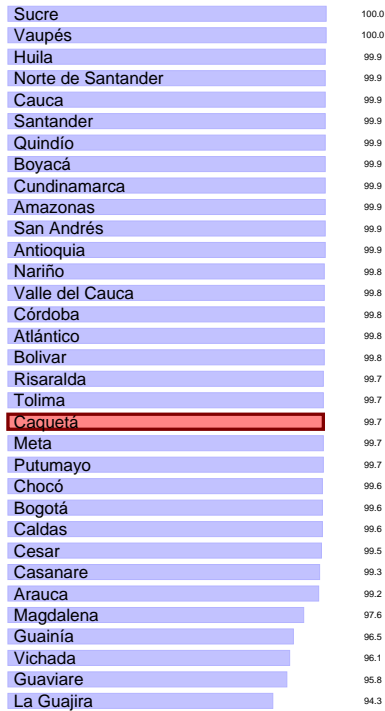 Sucre 100.0
Vaupés 100.0
Huila 99.9
Norte de Santander 99.9
Cauca 99.9
Santander 99.9
Quindío 99.9
Boyacá 99.9
Cundinamarca 99.9
Amazonas 99.9
San Andrés 99.9
Antioquia 99.9
Nariño 99.8
Valle del Cauca 99.8
Córdoba 99.8
Atlántico 99.8
Bolivar 99.8
Risaralda 99.7
Tolima 99.7
Caquetá 99.7
Meta 99.7
Putumayo 99.7
Chocó 99.6
Bogotá 99.6
Caldas 99.6
Cesar 99.5
Casanare 99.3
Arauca 99.2
Magdalena 97.6
Guainía 96.5
Vichada 96.1
Guaviare 95.8
La Guajira 94.3